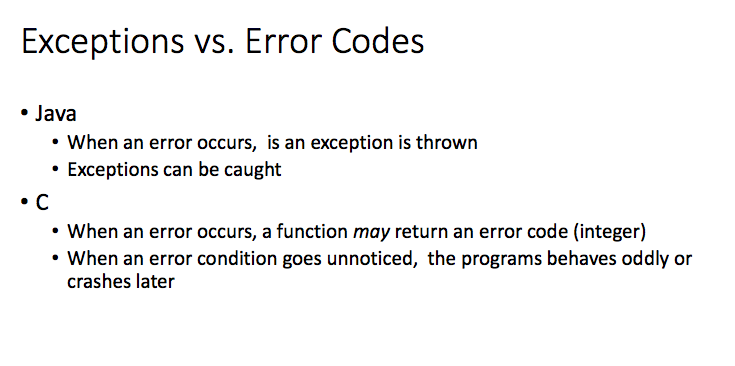 Exceptions vs. Error Codes
• Java
• When an error occurs, is an exception is thrown
• Exceptions can be caught
• C
• When an error occurs, a function may return an error code (integer)
• When an error condition goes unnoticed, the programs behaves oddly or
crashes later